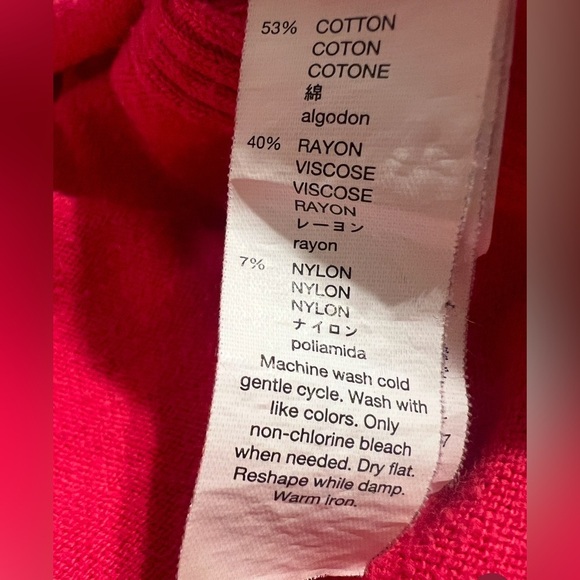 53% COTTON
COTON
COTONE
綿
algodon
40% RAYON
VISCOSE
VISCOSE
RAYON
レーヨン
rayon
7% NYLON
NYLON
NYLON
ナイロン
poliamida
Machine wash cold
gentle cycle. Wash with
like colors. Only
non-chlorine bleach
when needed. Dry flat.
Reshape while damp.
Warm iron.
7